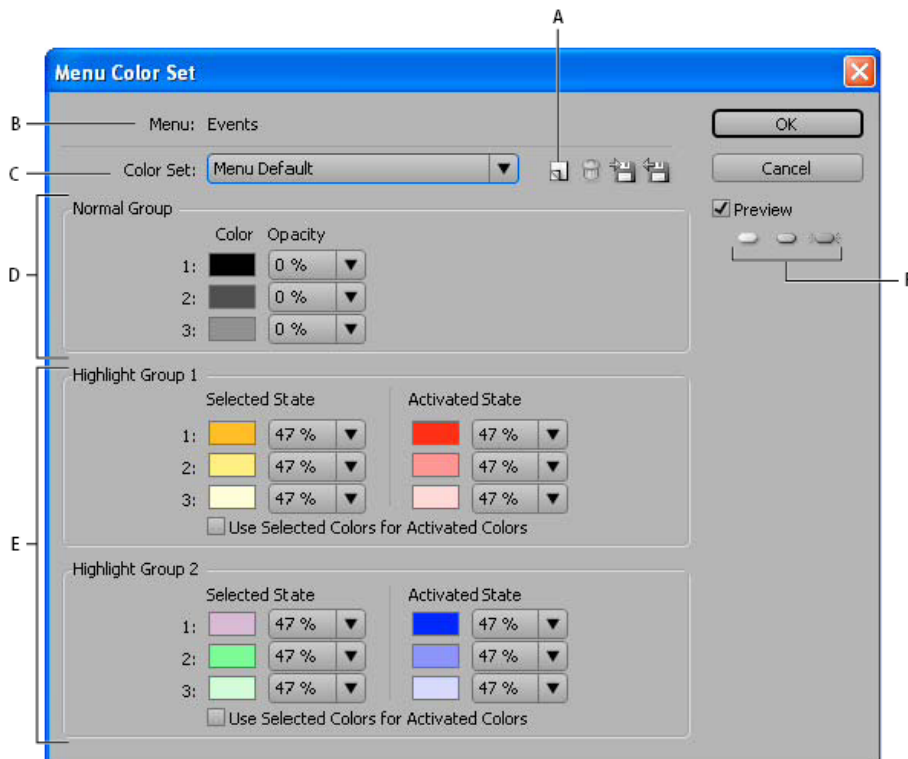 A
Menu Color Set
B
Menu: Events
OK
C
Color Set: Menu Default
Cancel
D
Normal Group
Preview
Color Opacity
1: 0 %
2: 0 %
3: 0 %
E
Highlight Group 1
Selected State Activated State
1: 47 % 47 %
2: 47 % 47 %
3: 47 % 47 %
Use Selected Colors for Activated Colors
Highlight Group 2
Selected State Activated State
1: 47 % 47 %
2: 47 % 47 %
3: 47 % 47 %
Use Selected Colors for Activated Colors